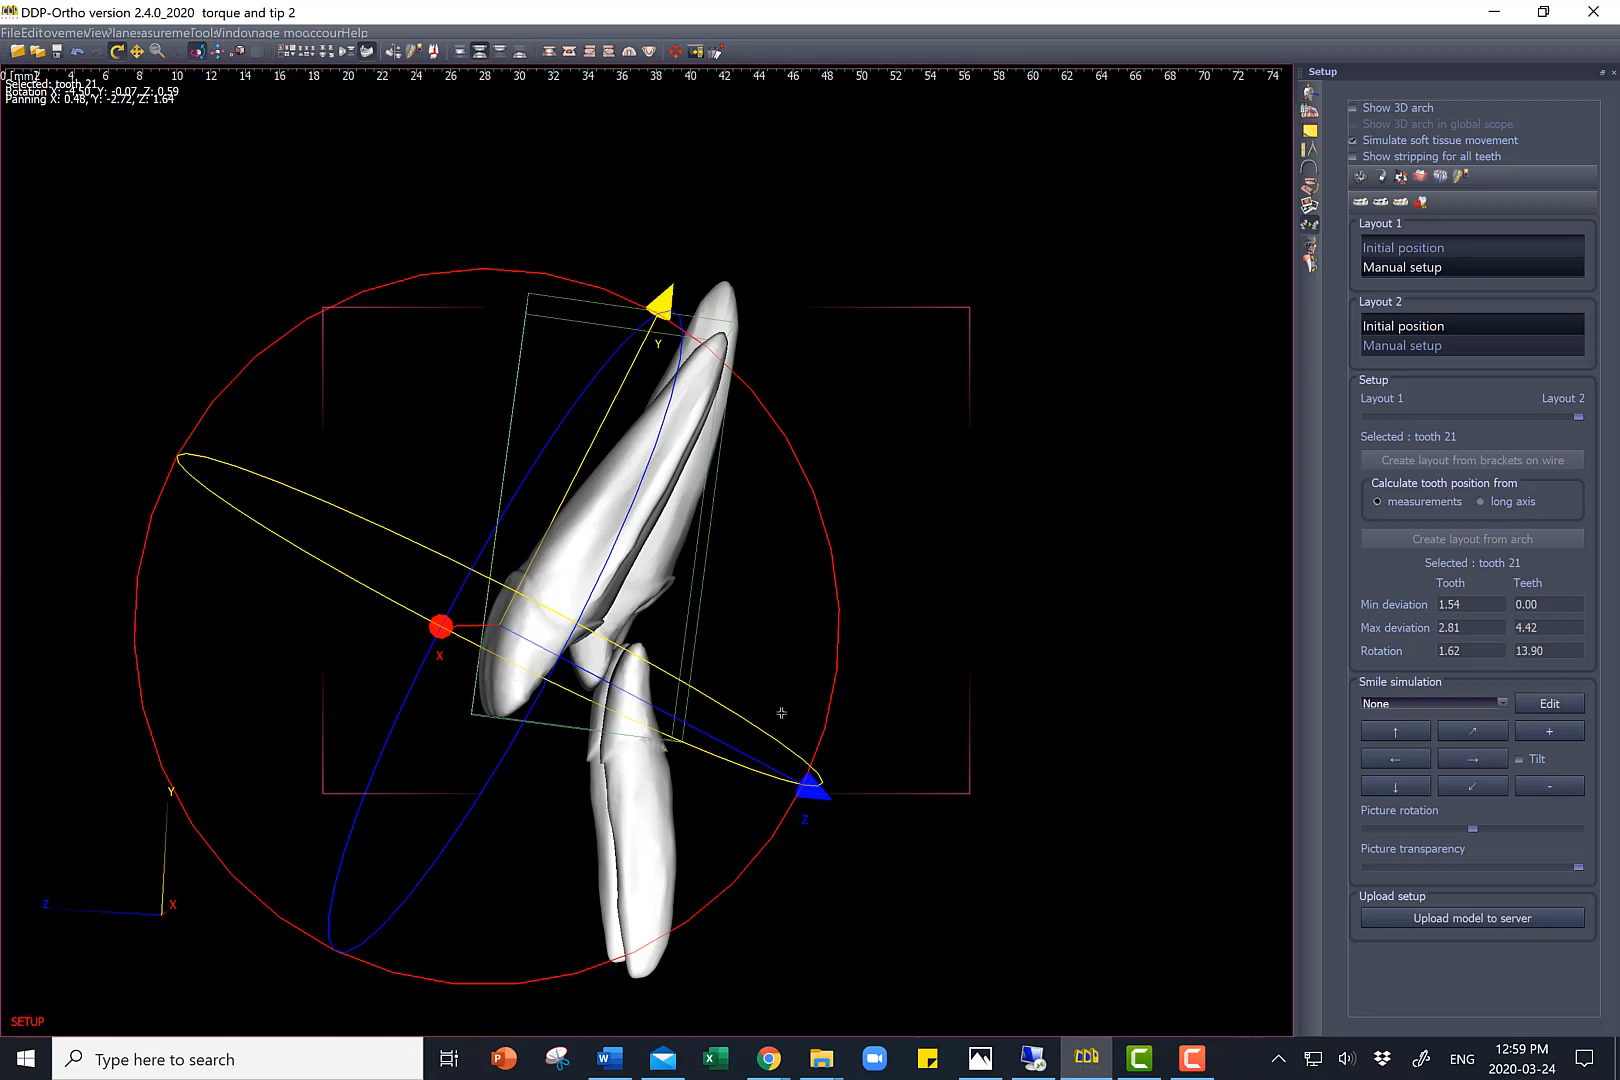 DDP-Ortho version 2.4.0_2020 torque and tip 2
0 [mm]2 4 6 8 10 12 14 16 18 20 22 24 26 28 30 32 34 36 38 40 42 44 46 48 50 52 54 56 58 60 62 64 66 68 70 72 74
Selected: tooth 21
Rotation X: -4.50, Y: -0.07, Z: 0.59
Panning X: 0.48, Y: -2.72, Z: 1.64
Y
X
Z
Y
Z
X
SETUP
Setup
Show 3D arch
Show 3D arch in global scope
Simulate soft tissue movement
Show stripping for all teeth
Layout 1
Initial position
Manual setup
Layout 2
Initial position
Manual setup
Setup
Layout 1 Layout 2
Selected : tooth 21
Create layout from brackets on wire
Calculate tooth position from
measurements long axis
Create layout from arch
Selected : tooth 21
Tooth Teeth
Min deviation 1.54 0.00
Max deviation 2.81 4.42
Rotation 1.62 13.90
Smile simulation
None Edit
↑ ↗ +
← → Tilt
↓ ↙ -
Picture rotation
Picture transparency
Upload setup
Upload model to server
Type here to search
ENG
12:59 PM
2020-03-24